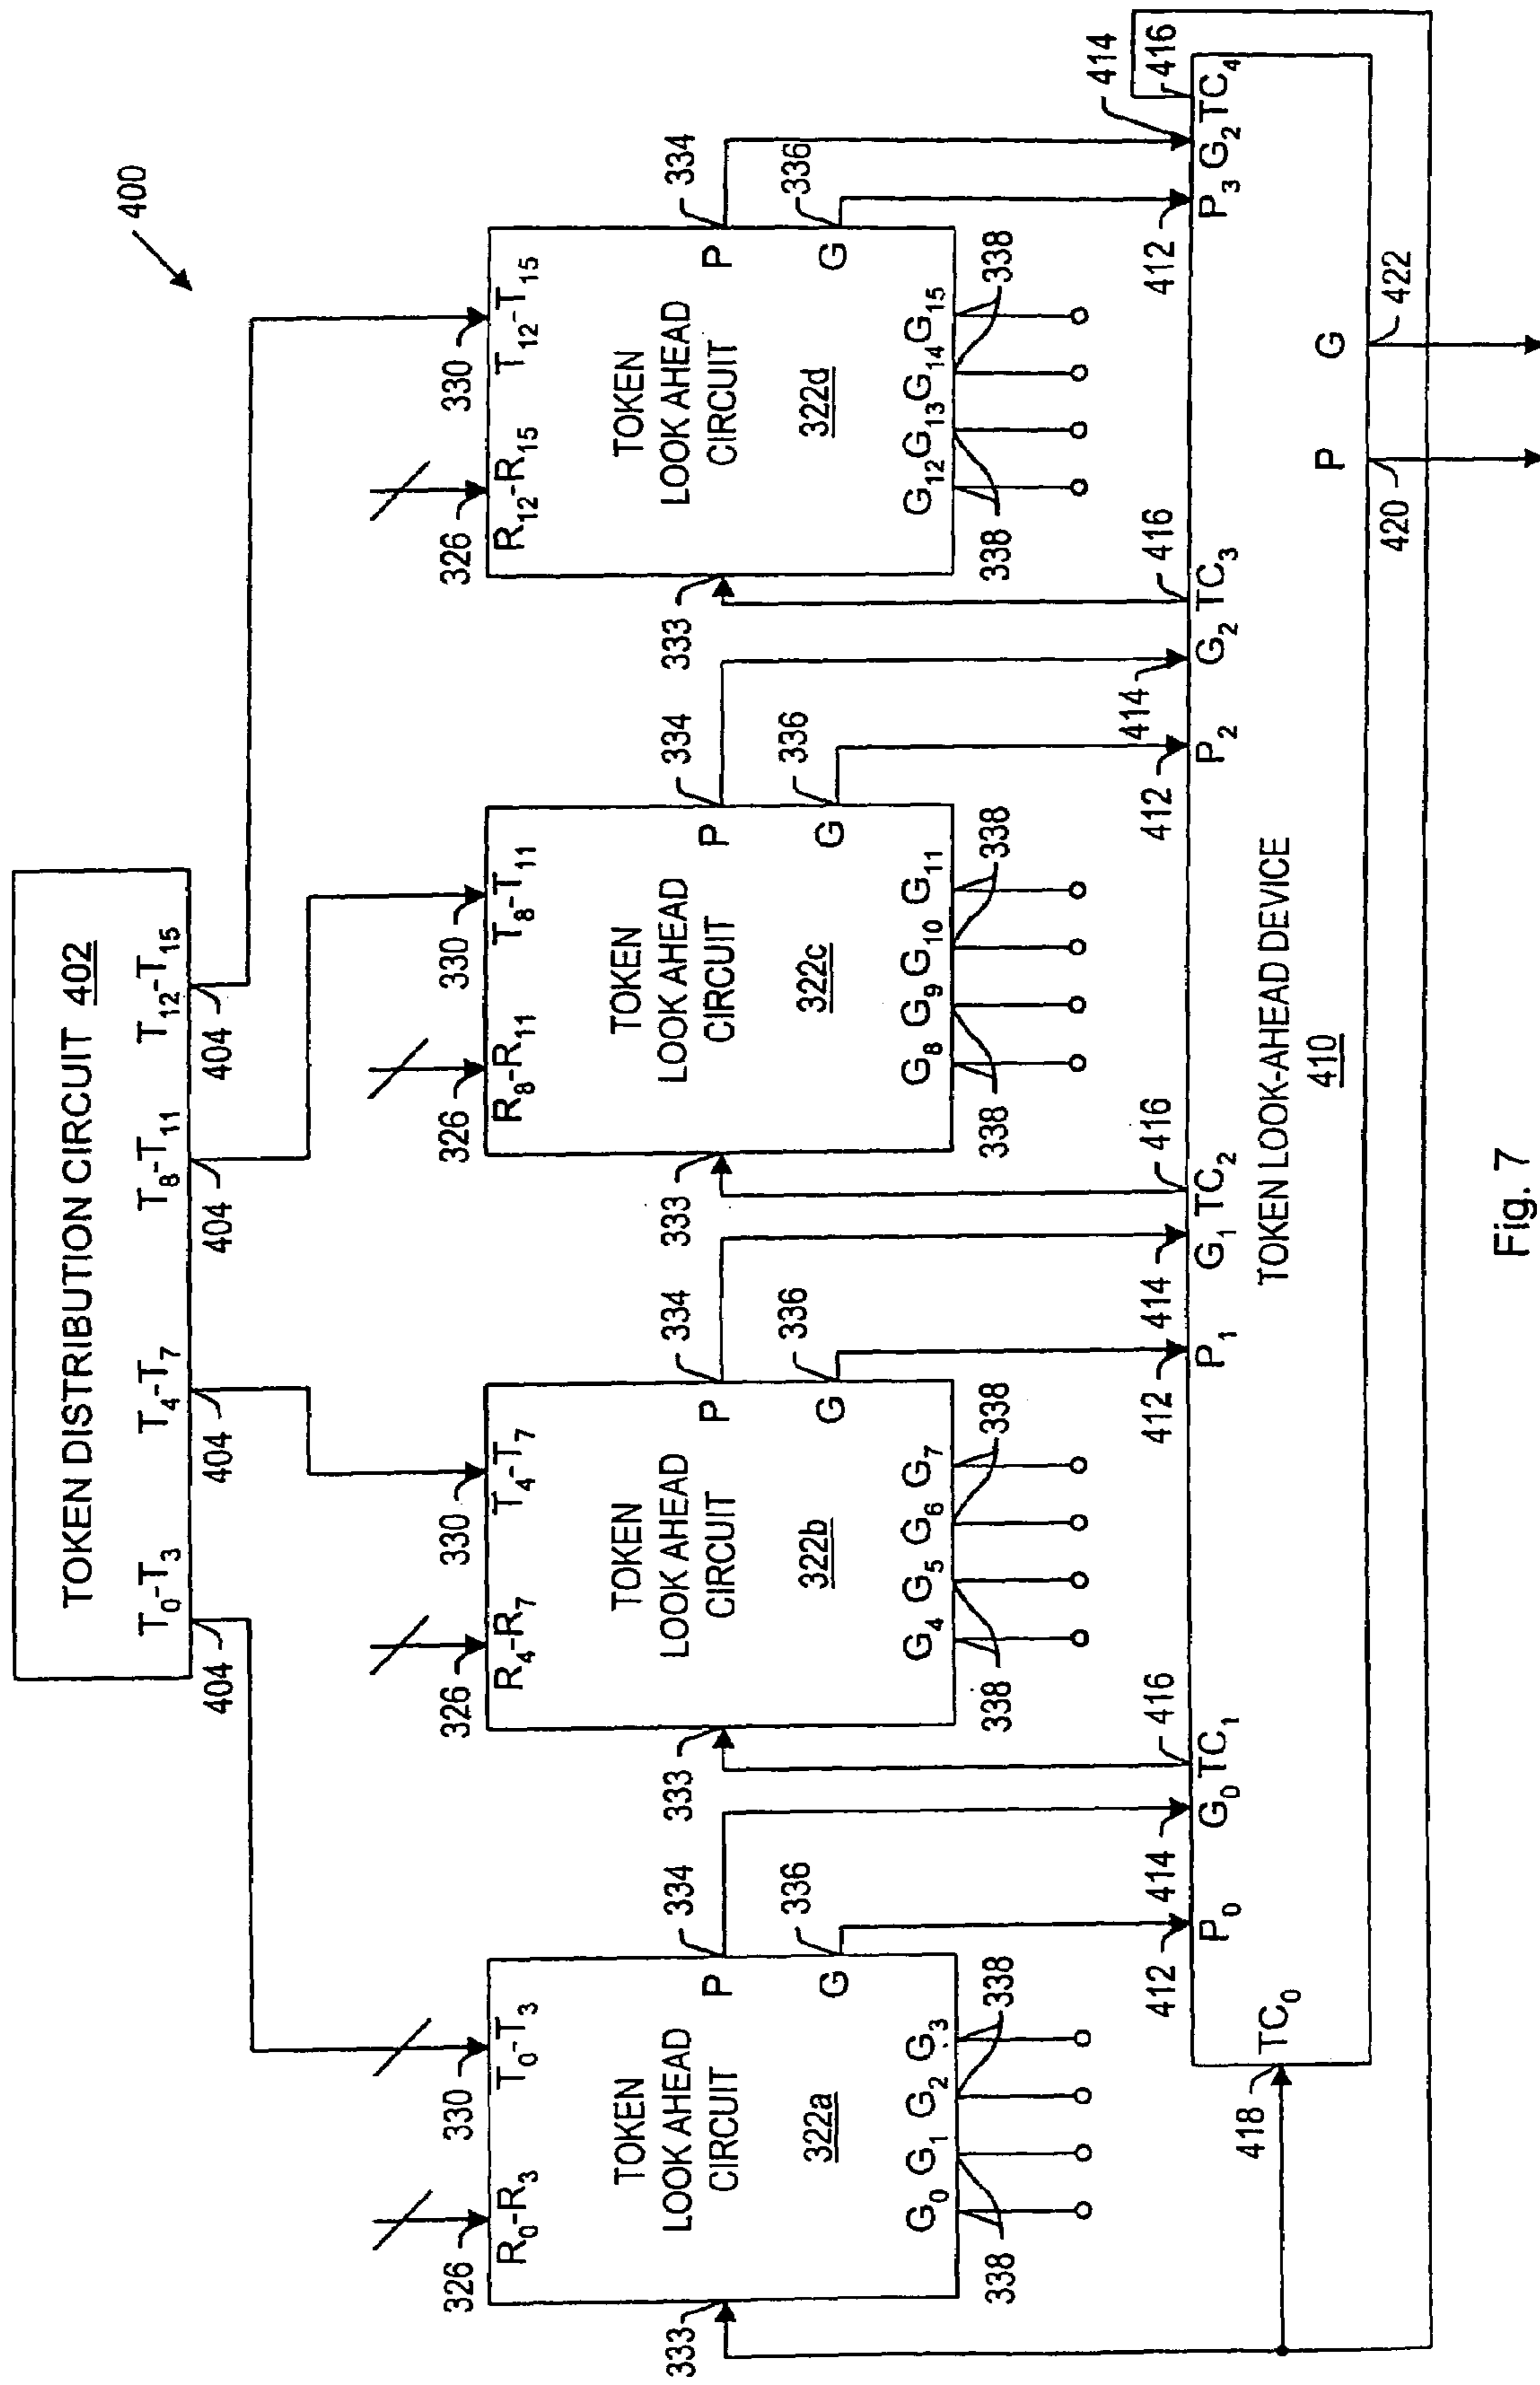 400
TOKEN DISTRIBUTION CIRCUIT 402
T0-T3 T4-T7 T8-T11 T12-T15
404 404 404 404
326 330 326 330 326 330 326 330
R0-R3 T0-T3
R4-R7 T4-T7
R8-R11 T8-T11
R12-R15 T12-T15
TOKEN
LOOK AHEAD
CIRCUIT
322a
P
G
G0 G1 G2 G3
333 334 336
338 338
TOKEN
LOOK AHEAD
CIRCUIT
322b
P
G
G4 G5 G6 G7
333 334 336
338 338
TOKEN
LOOK AHEAD
CIRCUIT
322c
P
G
G8 G9 G10 G11
333 334 336
338 338
TOKEN
LOOK AHEAD
CIRCUIT
322d
P
G
G12 G13 G14 G15
333 334 336
338 338
412 414 416 412 414 416 412 414 416 412 414 416
P0 G0 TC1 P1 G1 TC2 P2 G2 TC3 P3 G2 TC4
418
TC0
TOKEN LOOK-AHEAD DEVICE
410
P G
420 422
Fig. 7